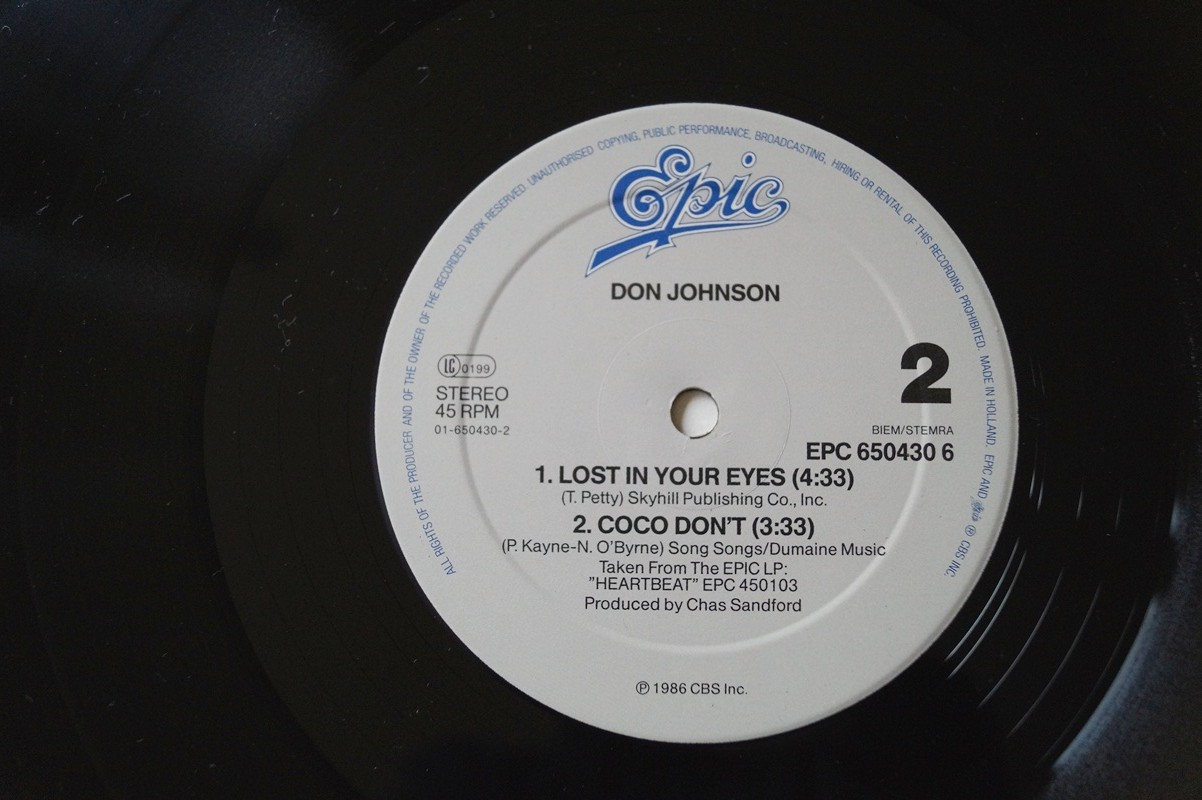 ALL RIGHTS OF THE PRODUCER AND OF THE OWNER OF THE RECORDED WORK RESERVED. UNAUTHORISED COPYING, PUBLIC PERFORMANCE, BROADCASTING, HIRING OR RENTAL OF THIS RECORDING PROHIBITED. MADE IN HOLLAND. EPIC AND Epic ℗ CBS INC.
Epic
DON JOHNSON
LC 0199
2
STEREO
45 RPM
01-650430-2
BIEM/STEMRA
EPC 650430 6
1. LOST IN YOUR EYES (4:33)
(T. Petty) Skyhill Publishing Co., Inc.
2. COCO DON'T (3:33)
(P. Kayne-N. O'Byrne) Song Songs/Dumaine Music
Taken From The EPIC LP:
"HEARTBEAT" EPC 450103
Produced by Chas Sandford
℗ 1986 CBS Inc.